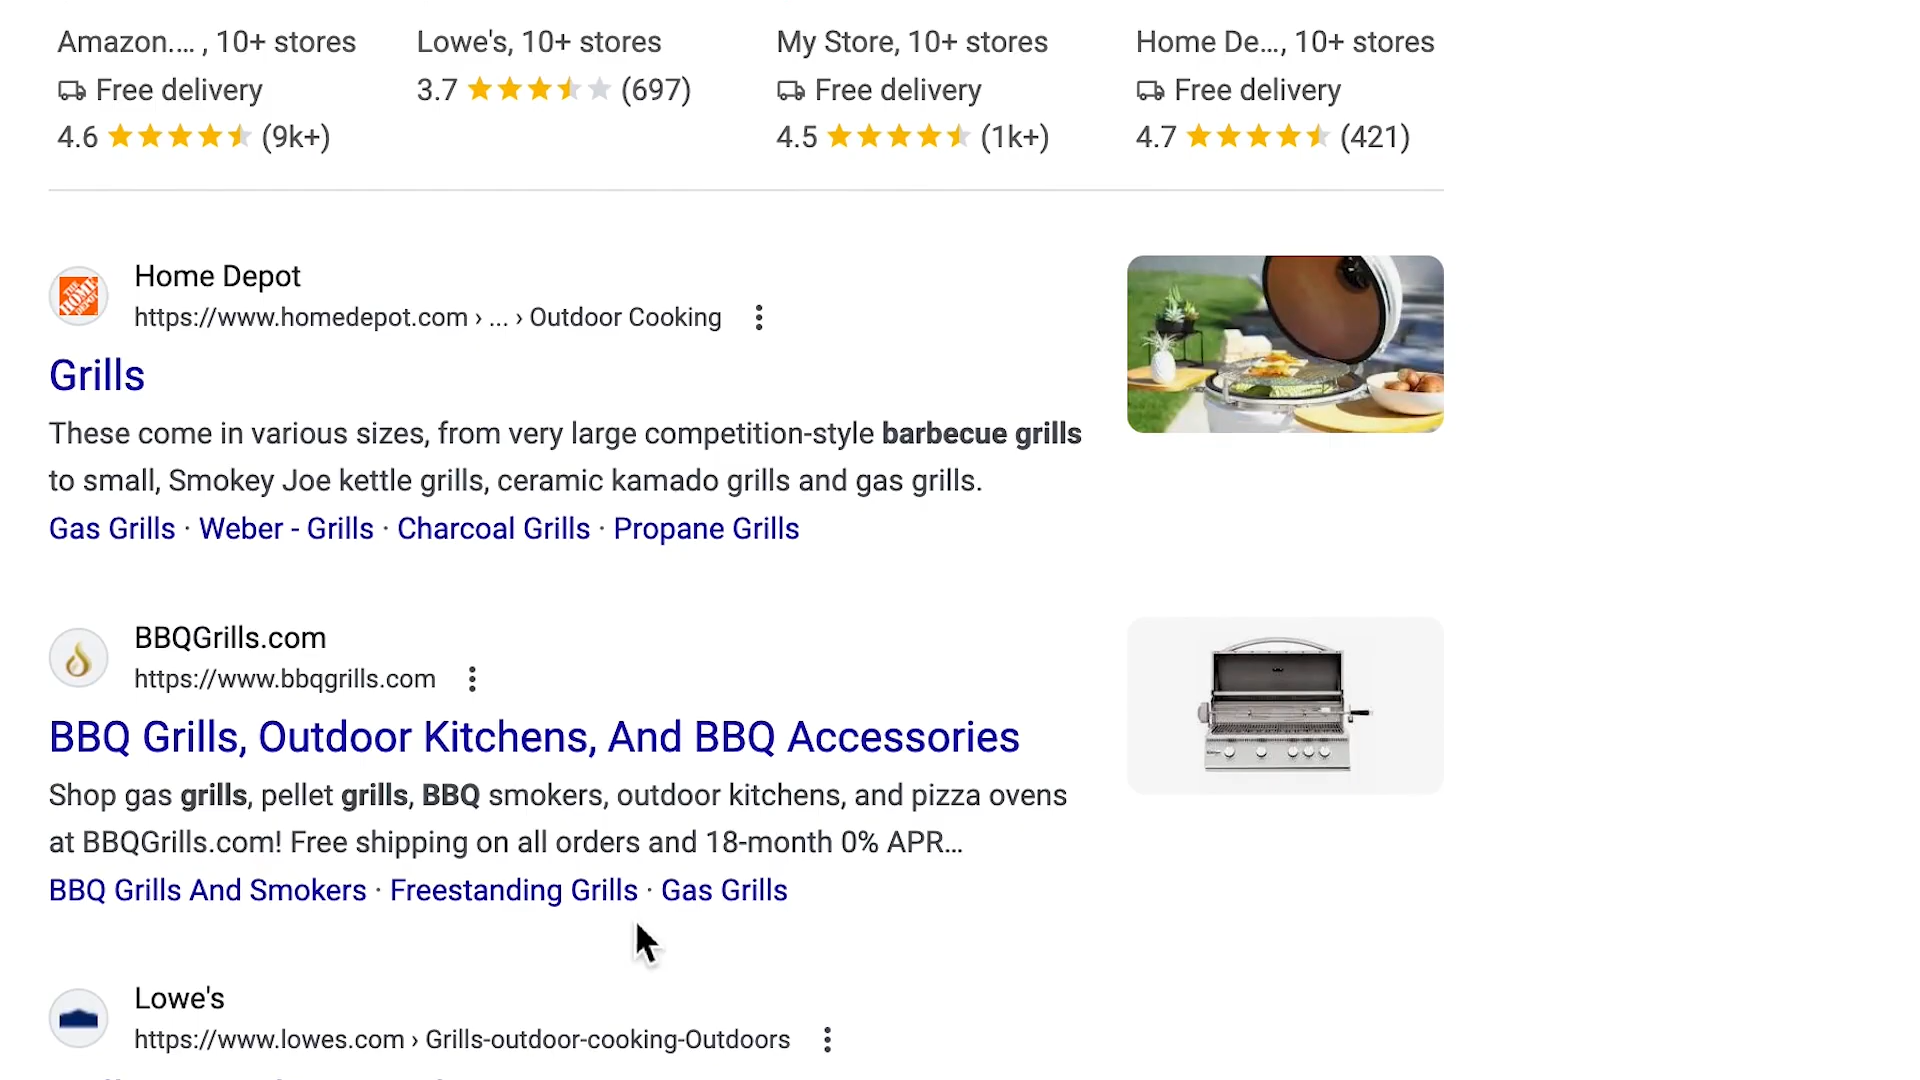 Amazon.... , 10+ stores
Lowe's, 10+ stores
My Store, 10+ stores
Home De..., 10+ stores
Free delivery
3.7 (697)
Free delivery
Free delivery
4.6 (9k+)
4.5 (1k+)
4.7 (421)
THE HOME DEPOT
Home Depot
https://www.homedepot.com › ... › Outdoor Cooking
Grills
These come in various sizes, from very large competition-style barbecue grills
to small, Smokey Joe kettle grills, ceramic kamado grills and gas grills.
Gas Grills · Weber - Grills · Charcoal Grills · Propane Grills
BBQGrills.com
https://www.bbqgrills.com
BBQ Grills, Outdoor Kitchens, And BBQ Accessories
Shop gas grills, pellet grills, BBQ smokers, outdoor kitchens, and pizza ovens
at BBQGrills.com! Free shipping on all orders and 18-month 0% APR...
BBQ Grills And Smokers · Freestanding Grills · Gas Grills
Lowe's
https://www.lowes.com › Grills-outdoor-cooking-Outdoors